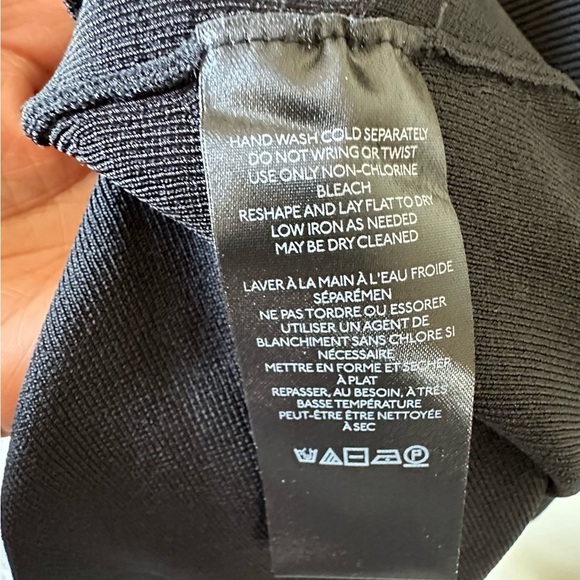 HAND WASH COLD SEPARATELY
DO NOT WRING OR TWIST
USE ONLY NON-CHLORINE
BLEACH
RESHAPE AND LAY FLAT TO DRY
LOW IRON AS NEEDED
MAY BE DRY CLEANED
LAVER À LA MAIN À L'EAU FROIDE
SÉPARÉMEN
NE PAS TORDRE OU ESSORER
UTILISER UN AGENT DE
BLANCHIMENT SANS CHLORE SI
NÉCESSAIRE
METTRE EN FORME ET SÉCHER
À PLAT
REPASSER, AU BESOIN, À TRÈS
BASSE TEMPÉRATURE
PEUT-ÊTRE ÊTRE NETTOYÉE
À SEC
P